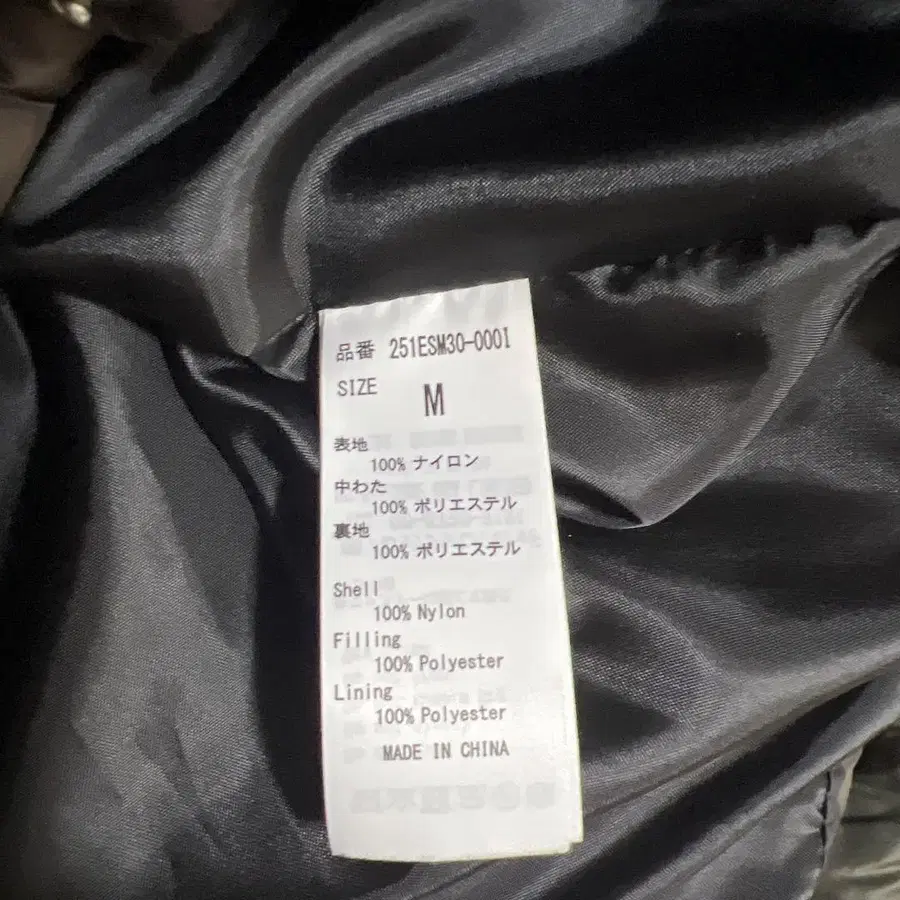 品番 251ESM30-0001
SIZE
M
表地
100% ナイロン
中わた
100% ポリエステル
裏地
100% ポリエステル
Shell
100% Nylon
Filling
100% Polyester
Lining
100% Polyester
MADE IN CHINA